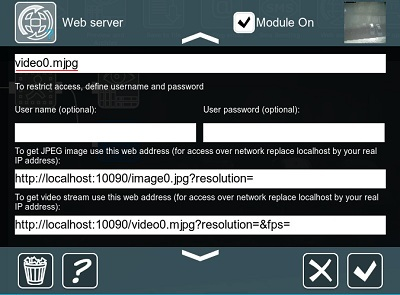 Web server
Module On
video0.mjpg
To restrict access, define username and password
User name (optional):
User password (optional):
To get JPEG image use this web address (for access over network replace localhost by your real
IP address):
http://localhost:10090/image0.jpg?resolution=
To get video stream use this web address (for access over network replace localhost by your real
IP address):
http://localhost:10090/video0.mjpg?resolution=&fps=
?